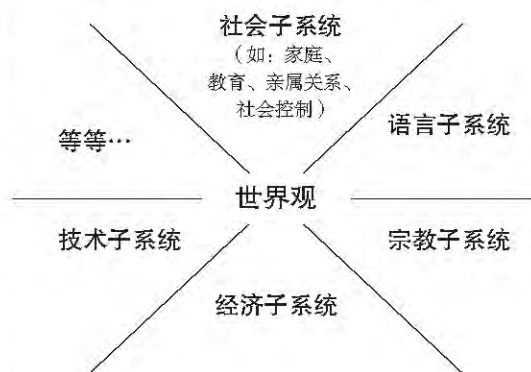 社会子系统
（如：家庭、
教育、亲属关系、
社会控制）
语言子系统
等等…
世界观
技术子系统
宗教子系统
经济子系统